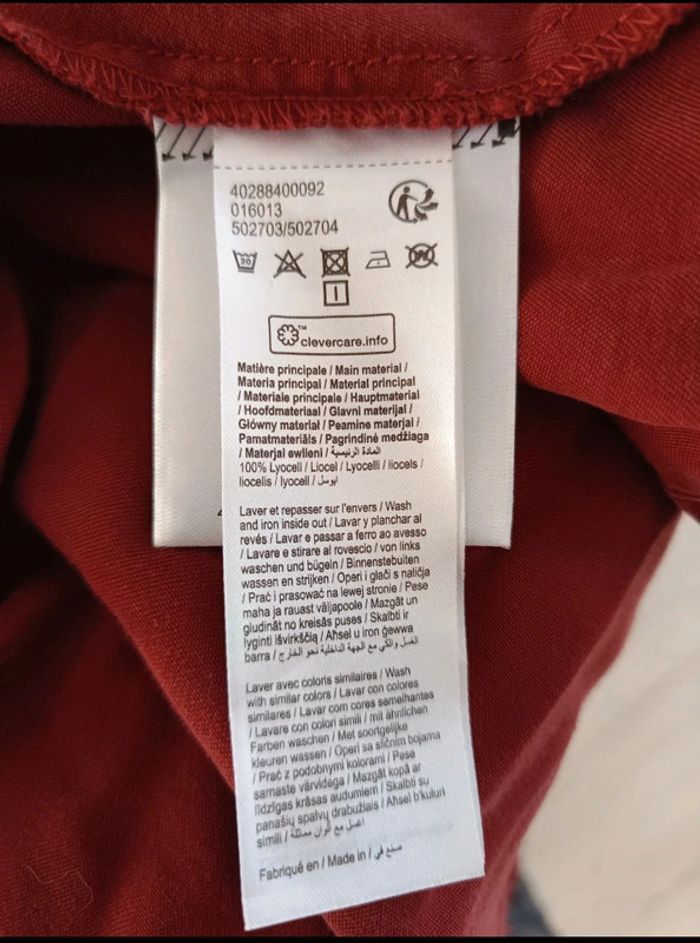 40288400092
016013
502703/502704
30
W
clevercare.info
TM
Matière principale / Main material /
Materia principal / Material principal
/ Materiale principale / Hauptmaterial
/ Hoofdmateriaal / Glavni materijal /
Główny materiał / Peamine materjal /
Pamatmateriāls / Pagrindinė medžiaga
/ Materjal ewlieni / المادة الرئيسية
100% Lyocell / Liocel / Lyocelli / liocels /
liocelis / lyocell / ليوسل
Laver et repasser sur l'envers / Wash
and iron inside out / Lavar y planchar al
revés / Lavar e passar a ferro ao avesso
/ Lavare e stirare al rovescio / von links
waschen und bügeln / Binnenstebuiten
wassen en strijken / Operi i glači s naličja
/ Prać i prasować na lewej stronie / Pese
maha ja rauast väljapoole / Mazgāt un
gludināt no kreisās puses / Skalbti ir
lyginti išvirkščią / Aħsel u iron ġewwa
barra / الغسل والكي مع الجهة الداخلية نحو الخارج
Laver avec coloris similaires / Wash
with similar colors / Lavar con colores
similares / Lavar com cores semelhantes
/ Lavare con colori simili / mit ähnlichen
Farben waschen / Met soortgelijke
kleuren wassen / Operi sa sličnim bojama
/ Prać z podobnymi kolorami / Pese
samaste värvidega / Mazgāt kopā ar
līdzīgas krāsas audumiem / Skalbti su
panašių spalvų drabužiais / Aħsel b'kuluri
simili / اغسل مع ألوان مماثلة
Fabriqué en / Made in / صنع في